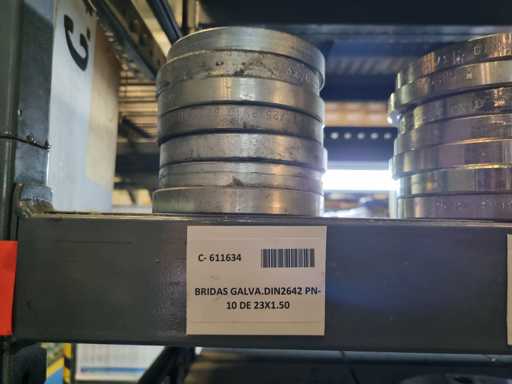 C- 611634
BRIDAS GALVA.DIN2642 PN-
10 DE 23X1.50